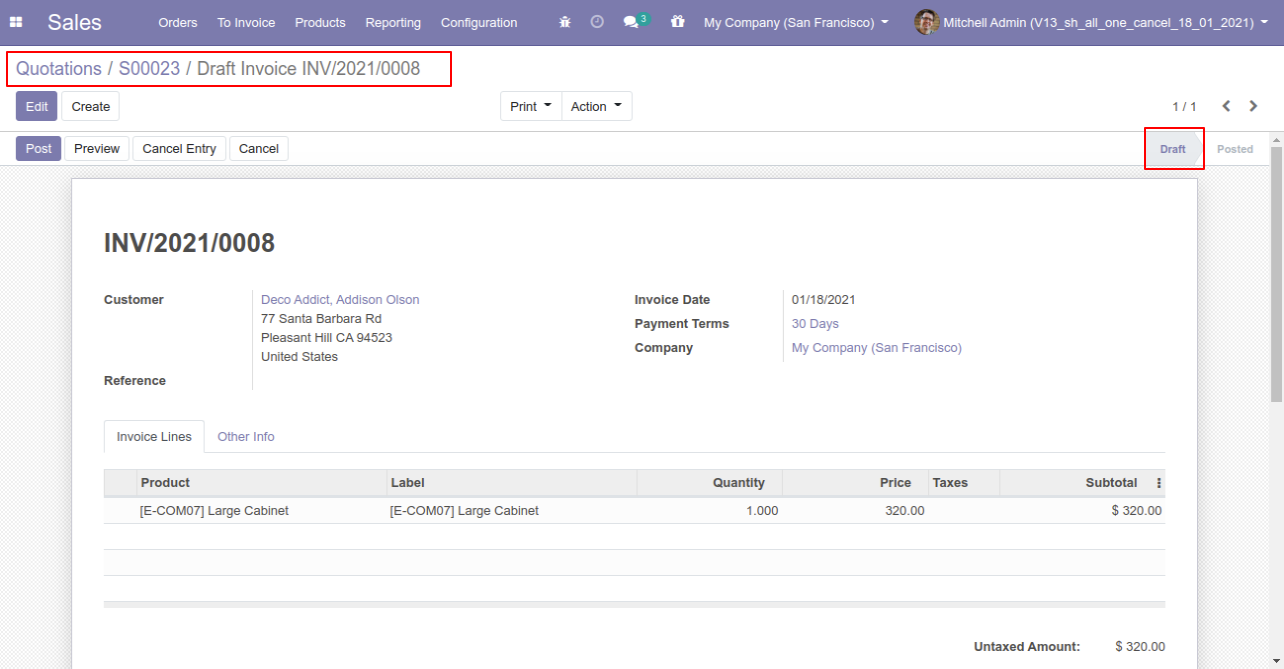 Sales Orders To Invoice Products Reporting Configuration 3 My Company (San Francisco) Mitchell Admin (V13_sh_all_one_cancel_18_01_2021)
Quotations / S00023 / Draft Invoice INV/2021/0008
Edit Create Print Action 1 / 1
Post Preview Cancel Entry Cancel Draft Posted
INV/2021/0008
Customer Deco Addict, Addison Olson Invoice Date 01/18/2021
77 Santa Barbara Rd
Payment Terms 30 Days
Pleasant Hill CA 94523
Company My Company (San Francisco)
United States
Reference
Invoice Lines Other Info
Product Label Quantity Price Taxes Subtotal
[E-COM07] Large Cabinet [E-COM07] Large Cabinet 1.000 320.00 $ 320.00
Untaxed Amount: $ 320.00